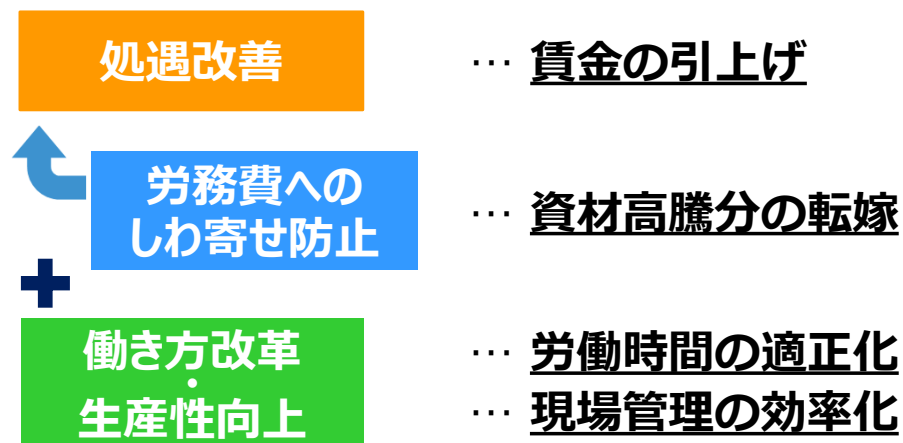 処遇改善 … 賃金の引上げ
労務費への
しわ寄せ防止 … 資材高騰分の転嫁
働き方改革 … 労働時間の適正化
・
生産性向上 … 現場管理の効率化